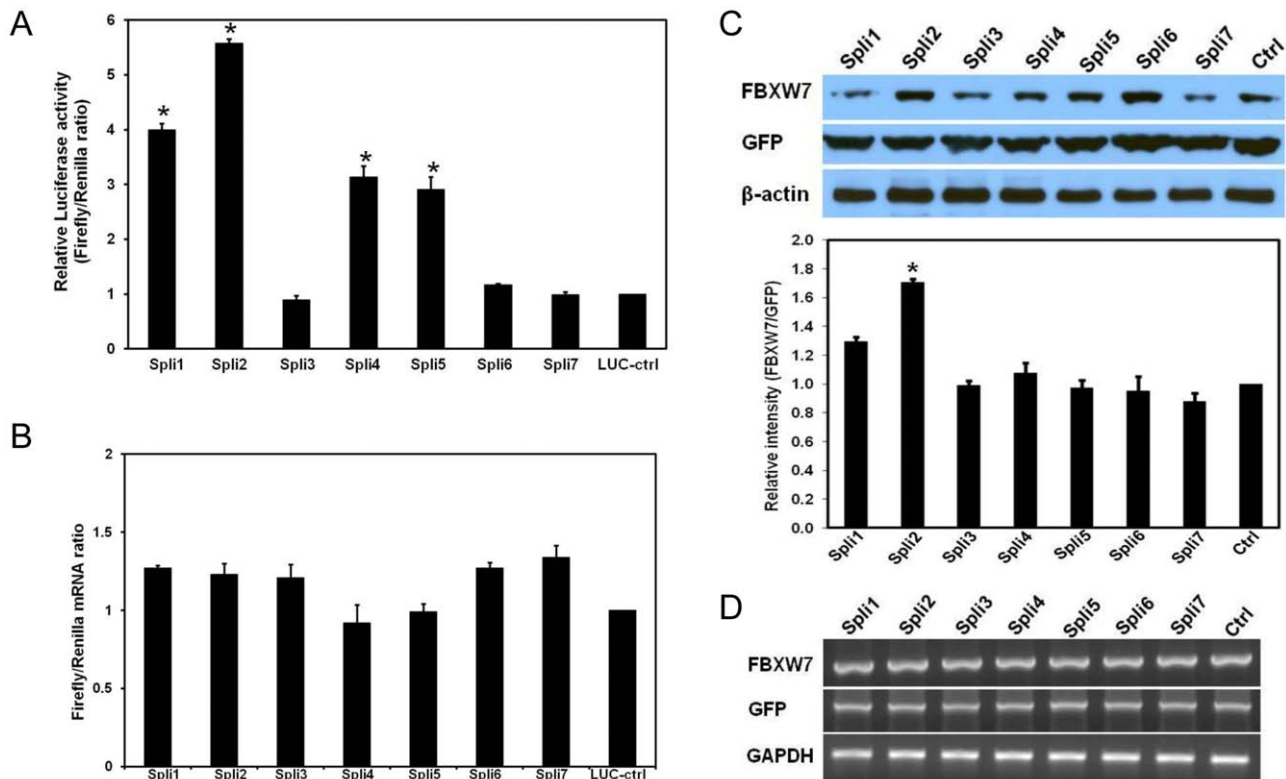 A
Relative Luciferase activity
(Firefly/Renilla ratio)
6
5
4
3
2
1
0
* * * *
Spli1 Spli2 Spli3 Spli4 Spli5 Spli6 Spli7 LUC-ctrl
B
Firefly/Renilla mRNA ratio
2
1.5
1
0.5
0
Spli1 Spli2 Spli3 Spli4 Spli5 Spli6 Spli7 LUC-ctrl
C
Spli1 Spli2 Spli3 Spli4 Spli5 Spli6 Spli7 Ctrl
FBXW7
GFP
β-actin
Relative intensity (FBXW7/GFP)
2.0
1.8
1.6
1.4
1.2
1.0
0.8
0.6
0.4
0.2
0.0
*
Spli1 Spli2 Spli3 Spli4 Spli5 Spli6 Spli7 Ctrl
D
Spli1 Spli2 Spli3 Spli4 Spli5 Spli6 Spli7 Ctrl
FBXW7
GFP
GAPDH